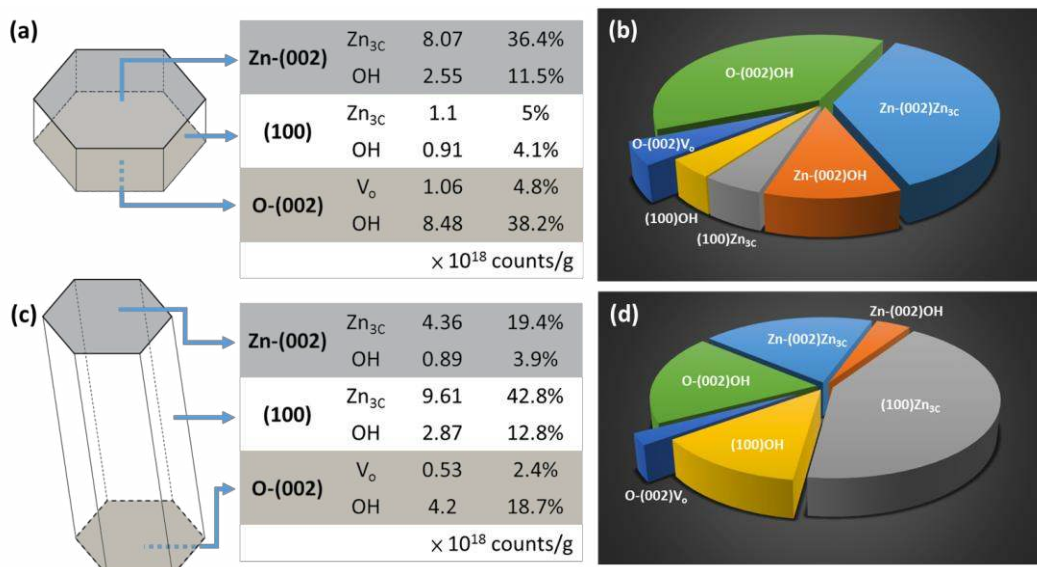 (a)
Zn-(002) Zn3C 8.07 36.4%
OH 2.55 11.5%
(100) Zn3C 1.1 5%
OH 0.91 4.1%
O-(002) Vo 1.06 4.8%
OH 8.48 38.2%
× 10^18 counts/g
(b)
O-(002)OH
Zn-(002)Zn3C
O-(002)Vo
Zn-(002)OH
(100)OH
(100)Zn3C
(c)
Zn-(002) Zn3C 4.36 19.4%
OH 0.89 3.9%
(100) Zn3C 9.61 42.8%
OH 2.87 12.8%
O-(002) Vo 0.53 2.4%
OH 4.2 18.7%
× 10^18 counts/g
(d)
Zn-(002)OH
Zn-(002)Zn3C
O-(002)OH
(100)Zn3C
(100)OH
O-(002)Vo